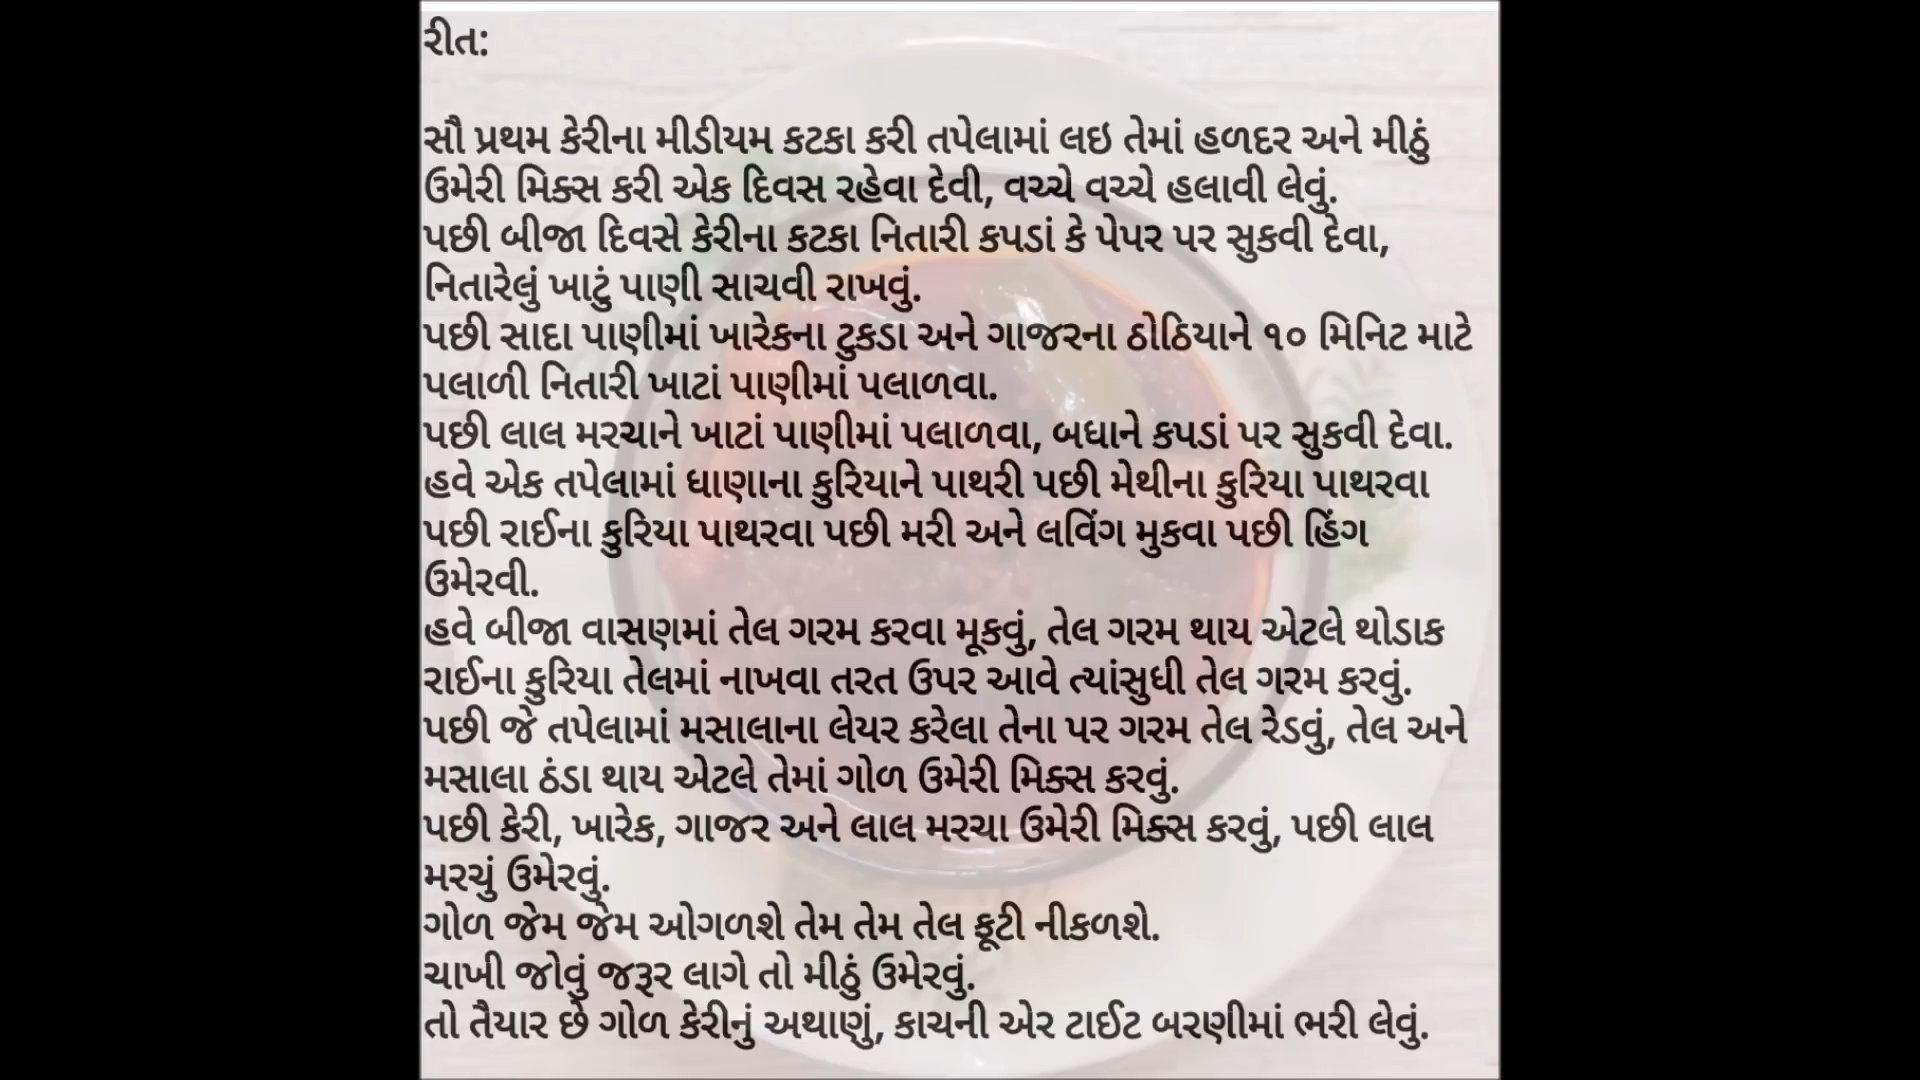 રીત:
સૌ પ્રથમ કેરીના મીડીયમ કટકા કરી તપેલામાં લઇ તેમાં હળદર અને મીઠું
ઉમેરી મિક્સ કરી એક દિવસ રહેવા દેવી, વચ્ચે વચ્ચે હલાવી લેવું.
પછી બીજા દિવસે કેરીના કટકા નિતારી કપડાં કે પેપર પર સુકવી દેવા,
નિતારેલું ખાટું પાણી સાચવી રાખવું.
પછી સાદા પાણીમાં ખારેકના ટુકડા અને ગાજરના ઠોઠિયાને ૧૦ મિનિટ માટે
પલાળી નિતારી ખાટાં પાણીમાં પલાળવા.
પછી લાલ મરચાને ખાટાં પાણીમાં પલાળવા, બધાને કપડાં પર સુકવી દેવા.
હવે એક તપેલામાં ધાણાના કુરિયાને પાથરી પછી મેથીના કુરિયા પાથરવા
પછી રાઈના કુરિયા પાથરવા પછી મરી અને લવિંગ મુકવા પછી હિંગ
ઉમેરવી.
હવે બીજા વાસણમાં તેલ ગરમ કરવા મૂકવું, તેલ ગરમ થાય એટલે થોડાક
રાઈના કુરિયા તેલમાં નાખવા તરત ઉપર આવે ત્યાંસુધી તેલ ગરમ કરવું.
પછી જે તપેલામાં મસાલાના લેયર કરેલા તેના પર ગરમ તેલ રેડવું, તેલ અને
મસાલા ઠંડા થાય એટલે તેમાં ગોળ ઉમેરી મિક્સ કરવું.
પછી કેરી, ખારેક, ગાજર અને લાલ મરચા ઉમેરી મિક્સ કરવું, પછી લાલ
મરચું ઉમેરવું.
ગોળ જેમ જેમ ઓગળશે તેમ તેમ તેલ ફૂટી નીકળશે.
ચાખી જોવું જરૂર લાગે તો મીઠું ઉમેરવું.
તો તૈયાર છે ગોળ કેરીનું અથાણું, કાચની એર ટાઈટ બરણીમાં ભરી લેવું.